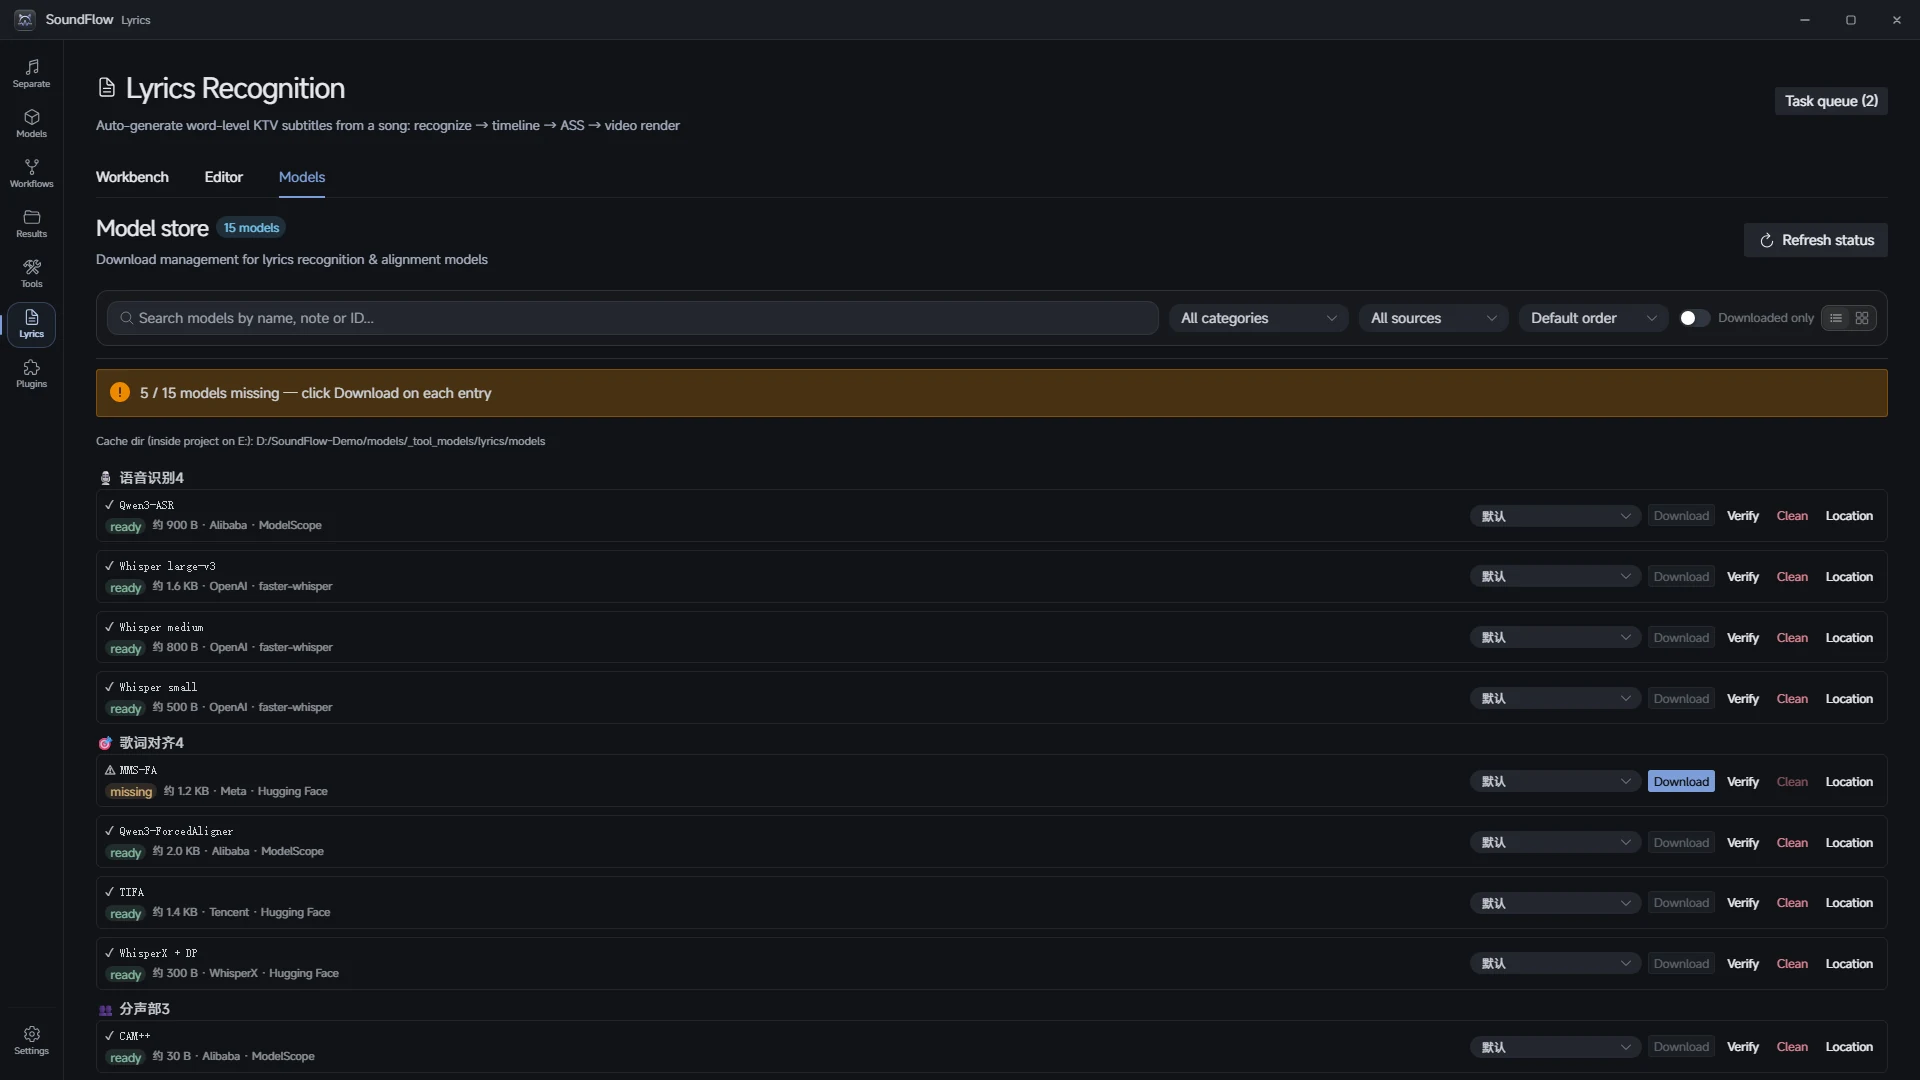 SoundFlow Lyrics
Separate
Models
Workflows
Results
Tools
Lyrics
Plugins
Settings
Lyrics Recognition
Auto-generate word-level KTV subtitles from a song: recognize → timeline → ASS → video render
Task queue (2)
Workbench Editor Models
Model store 15 models
Download management for lyrics recognition & alignment models
Refresh status
Search models by name, note or ID... All categories All sources Default order Downloaded only
5 / 15 models missing — click Download on each entry
Cache dir (inside project on E:): D:/SoundFlow-Demo/models/_tool_models/lyrics/models
语音识别4
✓ Qwen3-ASR
ready 约 900 B · Alibaba · ModelScope 默认 Download Verify Clean Location
✓ Whisper large-v3
ready 约 1.6 KB · OpenAI · faster-whisper 默认 Download Verify Clean Location
✓ Whisper medium
ready 约 800 B · OpenAI · faster-whisper 默认 Download Verify Clean Location
✓ Whisper small
ready 约 500 B · OpenAI · faster-whisper 默认 Download Verify Clean Location
歌词对齐4
⚠ MMS-FA
missing 约 1.2 KB · Meta · Hugging Face 默认 Download Verify Clean Location
✓ Qwen3-ForcedAligner
ready 约 2.0 KB · Alibaba · ModelScope 默认 Download Verify Clean Location
✓ TIFA
ready 约 1.4 KB · Tencent · Hugging Face 默认 Download Verify Clean Location
✓ WhisperX + DP
ready 约 300 B · WhisperX · Hugging Face 默认 Download Verify Clean Location
分声部3
✓ CAM++
ready 约 30 B · Alibaba · ModelScope 默认 Download Verify Clean Location